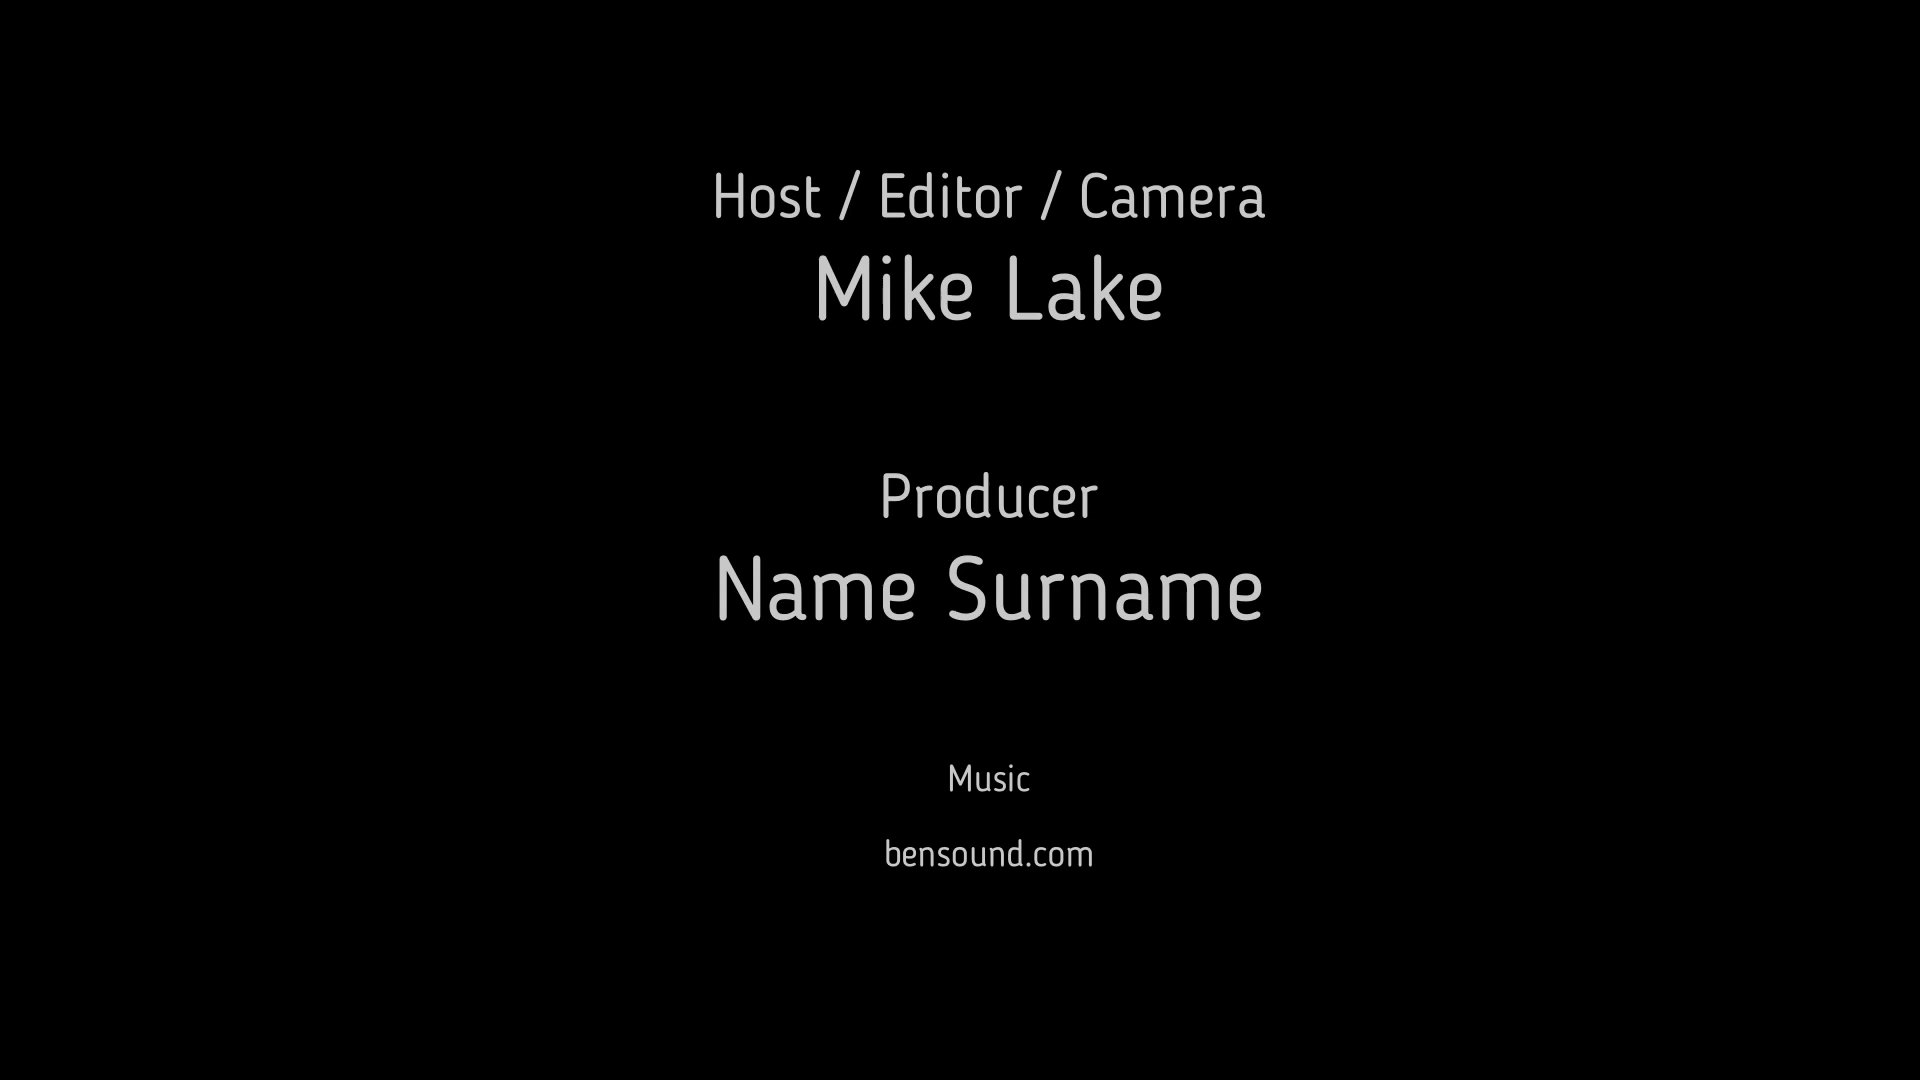 Host / Editor / Camera
Mike Lake
Producer
Name Surname
Music
bensound.com